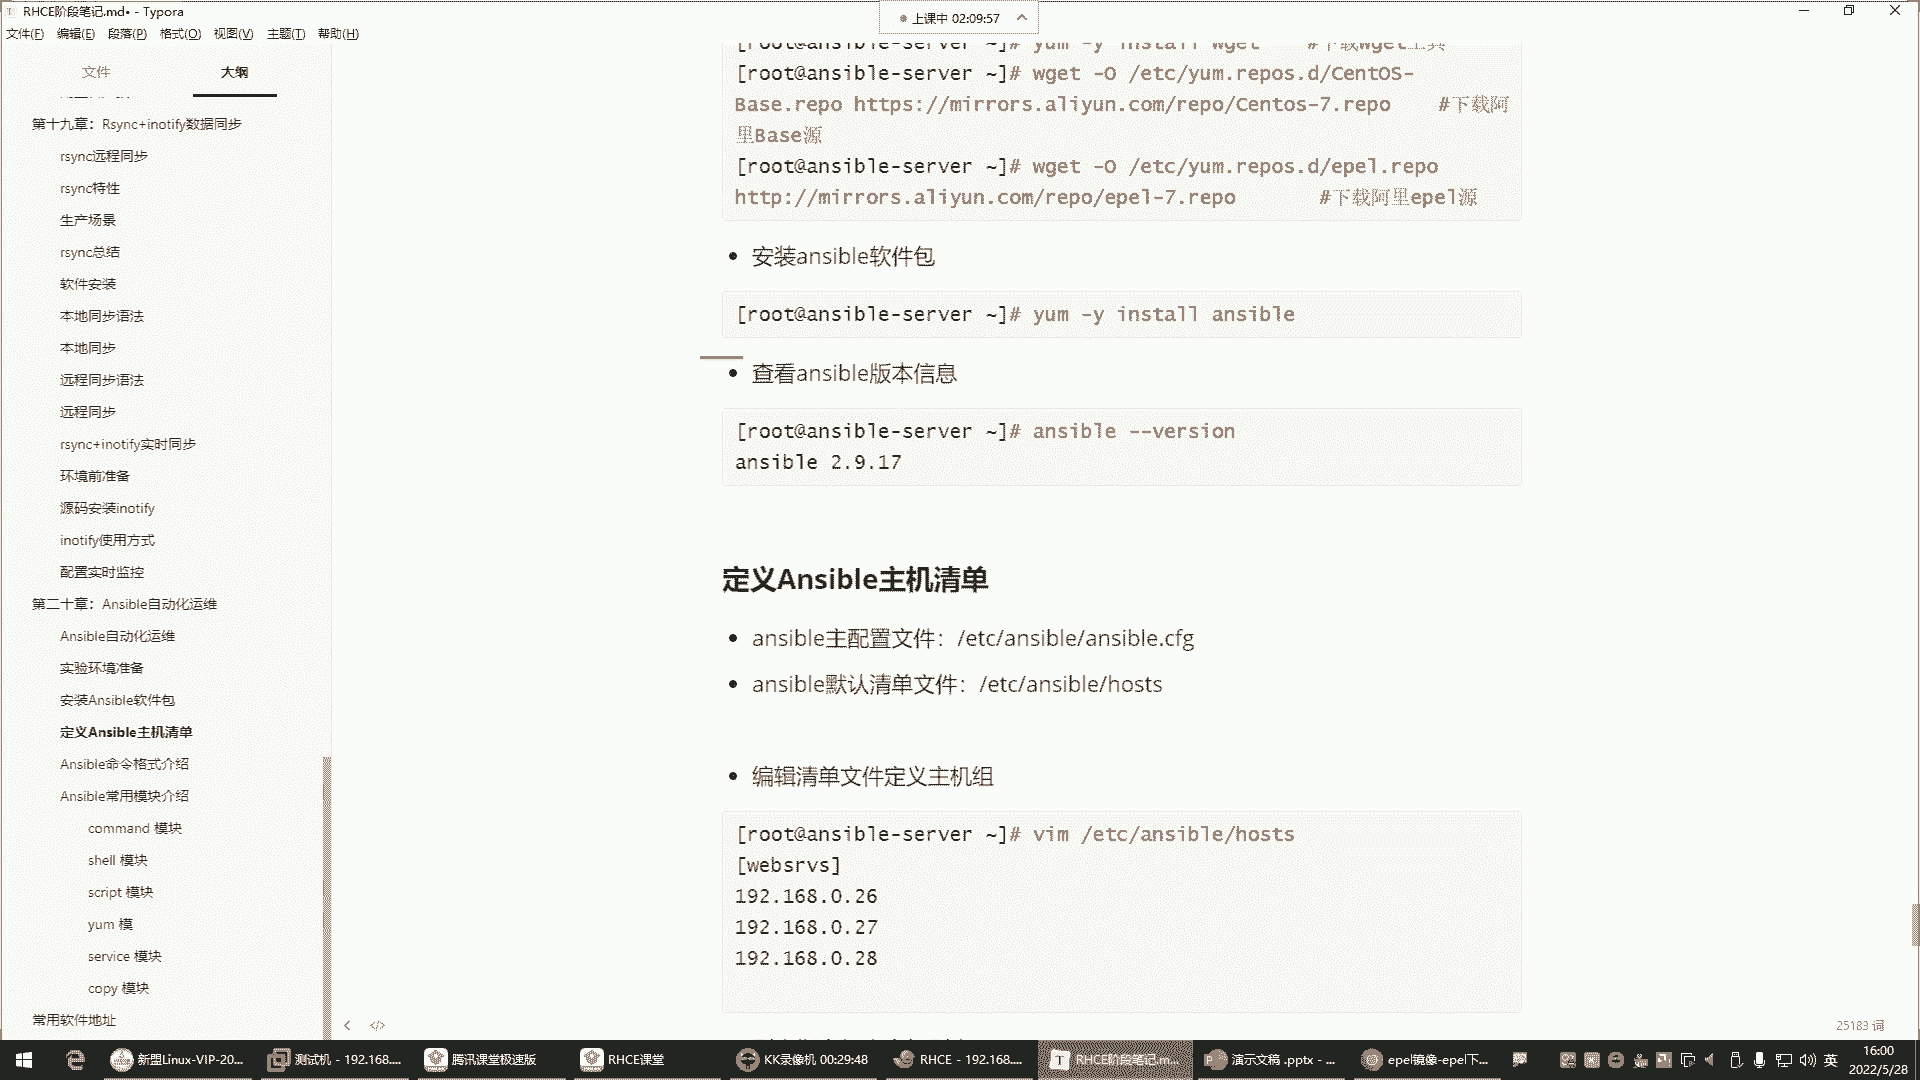 RHCE阶段笔记.md• - Typora
上课中 02:09:57
文件(F) 编辑(E) 段落(P) 格式(O) 视图(V) 主题(T) 帮助(H)
文件 大纲
第十九章：Rsync+inotify数据同步
rsync远程同步
rsync特性
生产场景
rsync总结
软件安装
本地同步语法
本地同步
远程同步语法
远程同步
rsync+inotify实时同步
环境前准备
源码安装inotify
inotify使用方式
配置实时监控
第二十章：Ansible自动化运维
Ansible自动化运维
实验环境准备
安装Ansible软件包
定义Ansible主机清单
Ansible命令格式介绍
Ansible常用模块介绍
command 模块
shell 模块
script 模块
yum 模
service 模块
copy 模块
常用软件地址
[root@ansible-server ~]# yum -y install wget #下载wget工具
[root@ansible-server ~]# wget -O /etc/yum.repos.d/CentOS-
Base.repo https://mirrors.aliyun.com/repo/Centos-7.repo #下载阿
里Base源
[root@ansible-server ~]# wget -O /etc/yum.repos.d/epel.repo
http://mirrors.aliyun.com/repo/epel-7.repo #下载阿里epel源
• 安装ansible软件包
[root@ansible-server ~]# yum -y install ansible
• 查看ansible版本信息
[root@ansible-server ~]# ansible --version
ansible 2.9.17
定义Ansible主机清单
• ansible主配置文件：/etc/ansible/ansible.cfg
• ansible默认清单文件：/etc/ansible/hosts
• 编辑清单文件定义主机组
[root@ansible-server ~]# vim /etc/ansible/hosts
[websrvs]
192.168.0.26
192.168.0.27
192.168.0.28
25183 词
新盟Linux-VIP-20... 测试机 - 192.168.... 腾讯课堂极速版 RHCE课堂 KK录像机 00:29:48 RHCE - 192.168.... RHCE阶段笔记.m... 演示文稿 .pptx - ... epel镜像-epel下... 英
16:00
2022/5/28